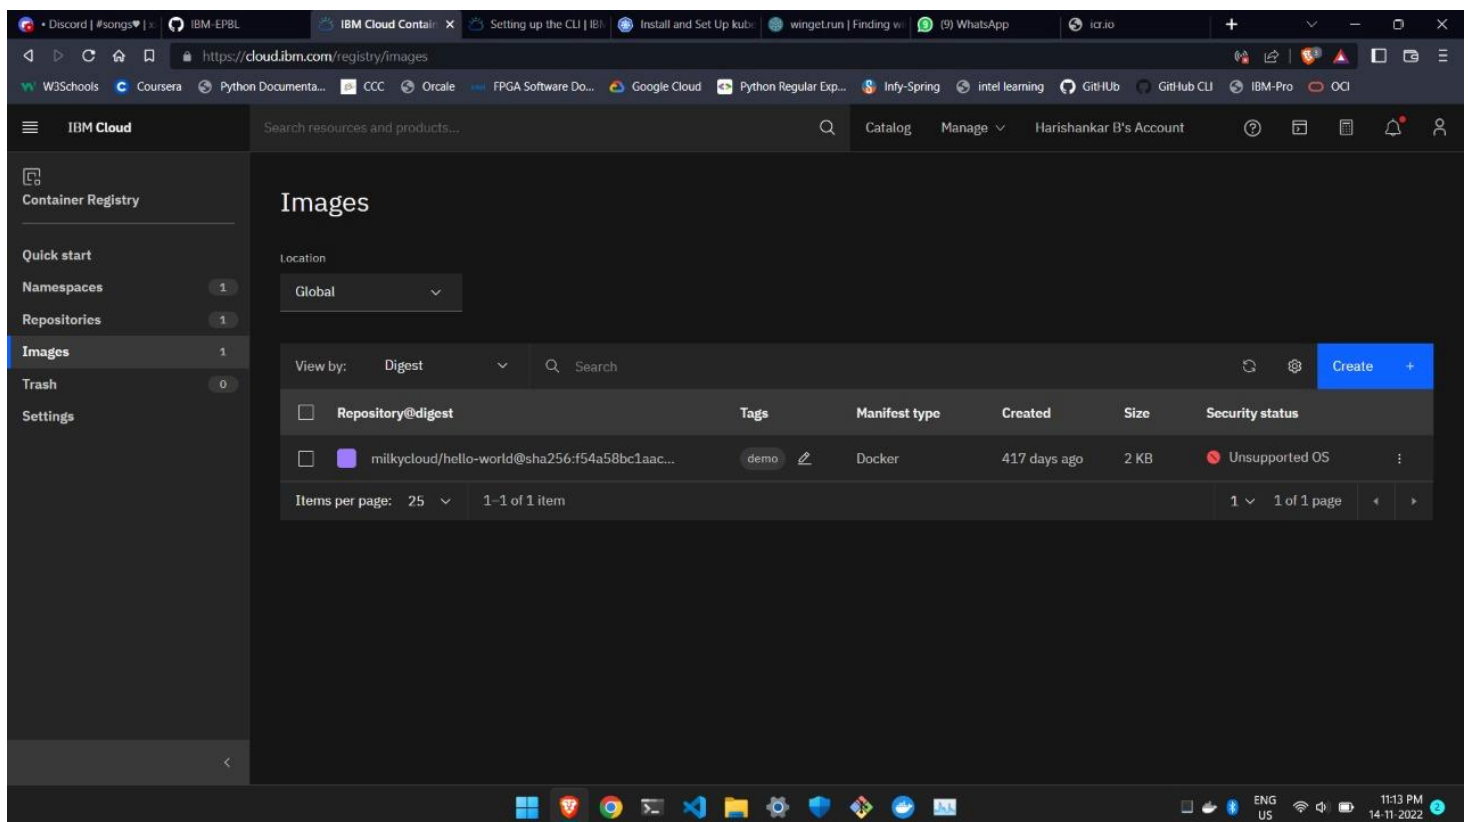 • Discord | #songs♥ | x IBM-EPBL IBM Cloud Contain Setting up the CLI | IBM Install and Set Up kube winget.run | Finding wi (9) WhatsApp icr.io
https://cloud.ibm.com/registry/images
W3Schools Coursera Python Documenta... CCC Orcale FPGA Software Do... Google Cloud Python Regular Exp... Infy-Spring intel learning GitHUb GitHub CLI IBM-Pro OCI
IBM Cloud Search resources and products... Catalog Manage Harishankar B's Account
Container Registry
Quick start
Namespaces 1
Repositories 1
Images 1
Trash 0
Settings
Images
Location
Global
View by: Digest Search Create +
Repository@digest Tags Manifest type Created Size Security status
milkycloud/hello-world@sha256:f54a58bc1aac... demo Docker 417 days ago 2 KB Unsupported OS
Items per page: 25 1–1 of 1 item 1 1 of 1 page
ENG
US
11:13 PM
14-11-2022
2